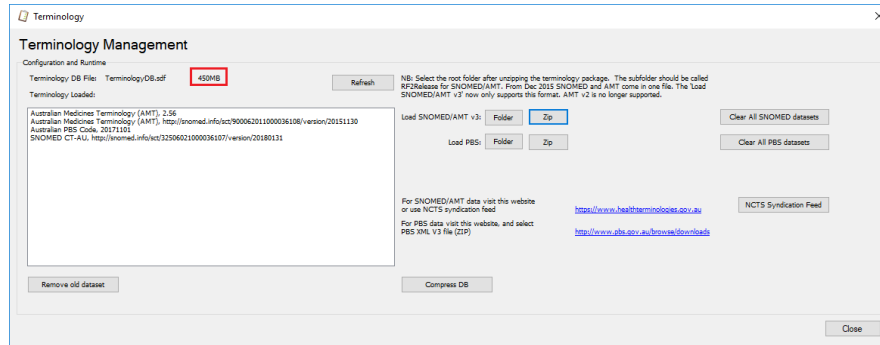 Terminology
Terminology Management
Configuration and Runtime
Terminology DB File: TerminologyDB.sdf 450MB
Refresh
NB: Select the root folder after unzipping the terminology package. The subfolder should be called
RF2Release for SNOMED/AMT. From Dec 2015 SNOMED and AMT come in one file. The 'Load
SNOMED/AMT v3' now only supports this format. AMT v2 is no longer supported.
Terminology Loaded:
Australian Medicines Terminology (AMT), 2.56
Australian Medicines Terminology (AMT), http://snomed.info/sct/900062011000036108/version/20151130
Australian PBS Code, 20171101
SNOMED CT-AU, http://snomed.info/sct/32506021000036107/version/20180131
Load SNOMED/AMT v3: Folder Zip Clear All SNOMED datasets
Load PBS: Folder Zip Clear All PBS datasets
For SNOMED/AMT data visit this website
or use NCTS syndication feed
https://www.healthterminologies.gov.au
NCTS Syndication Feed
For PBS data visit this website, and select
PBS XML V3 file (ZIP)
http://www.pbs.gov.au/browse/downloads
Remove old dataset
Compress DB
Close